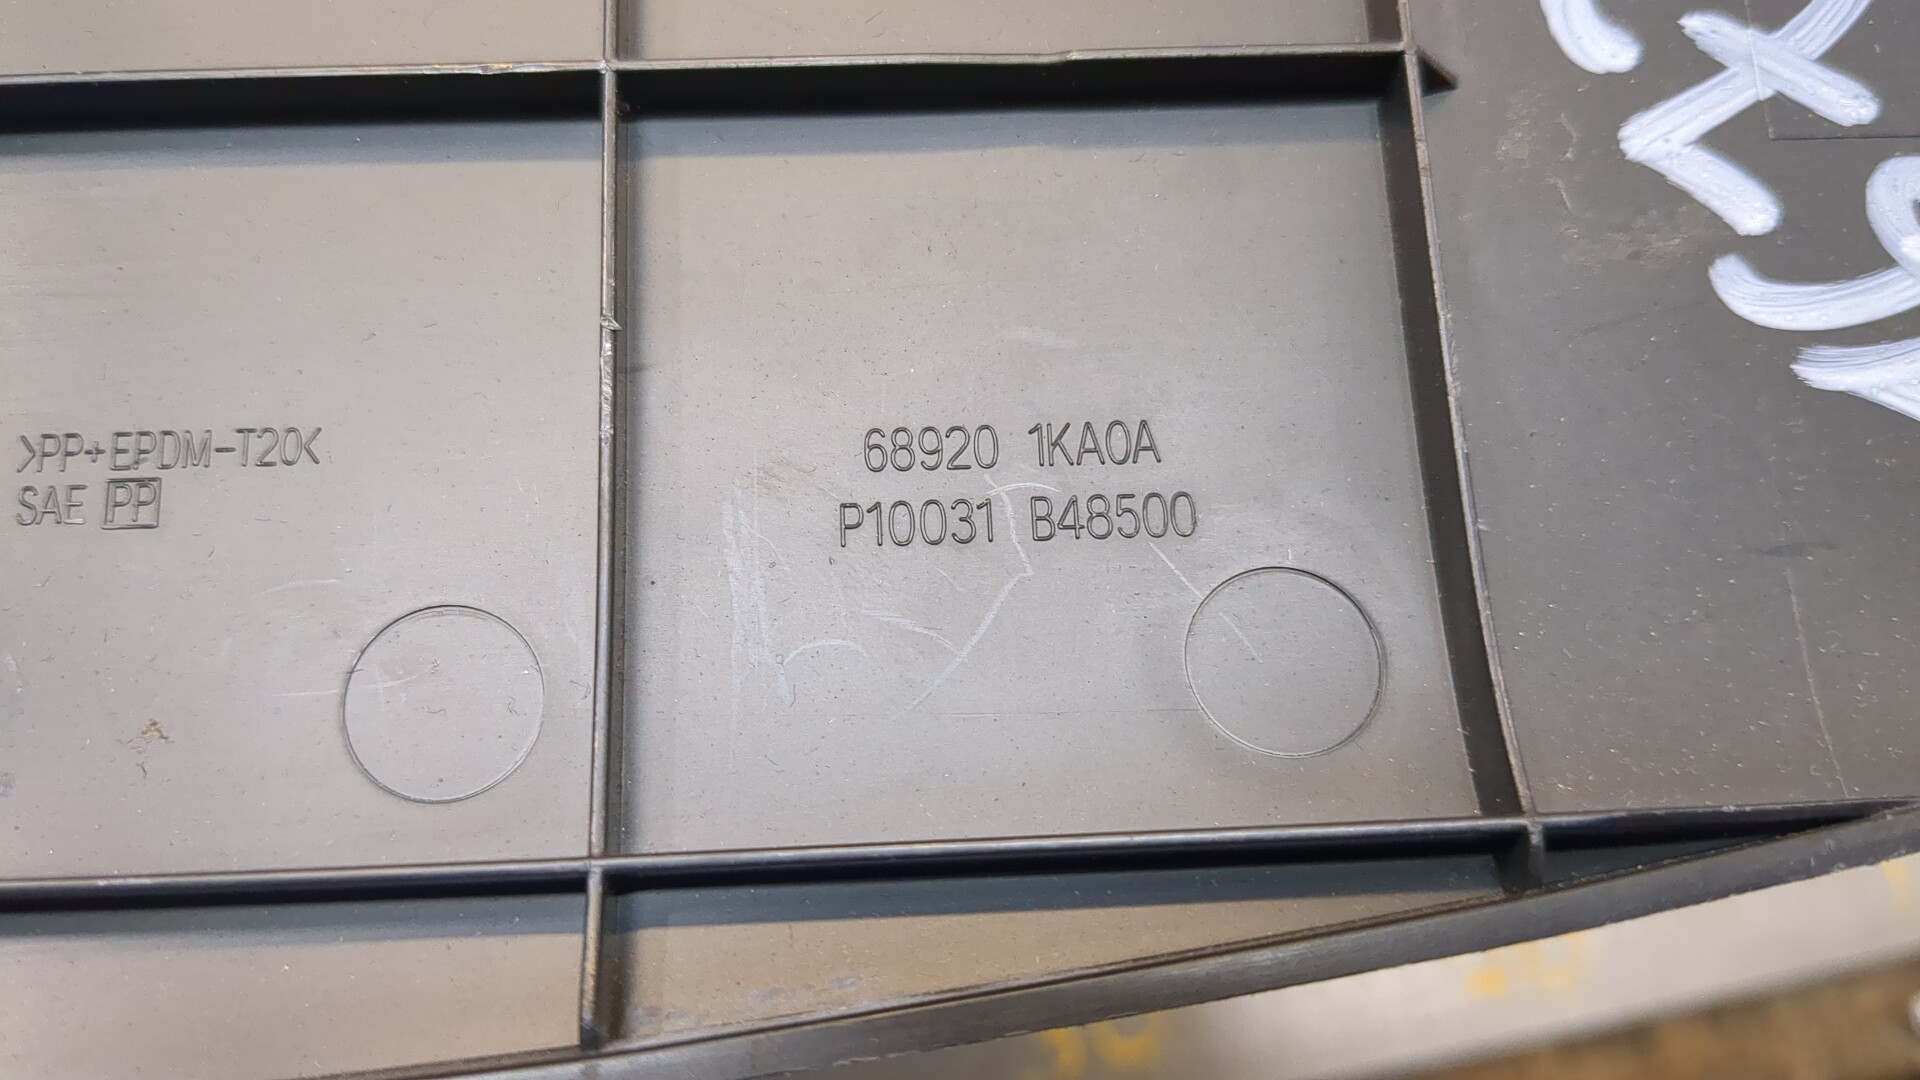 >PP+EPDM-T20<
SAE PP
68920 1KA0A
P10031 B48500